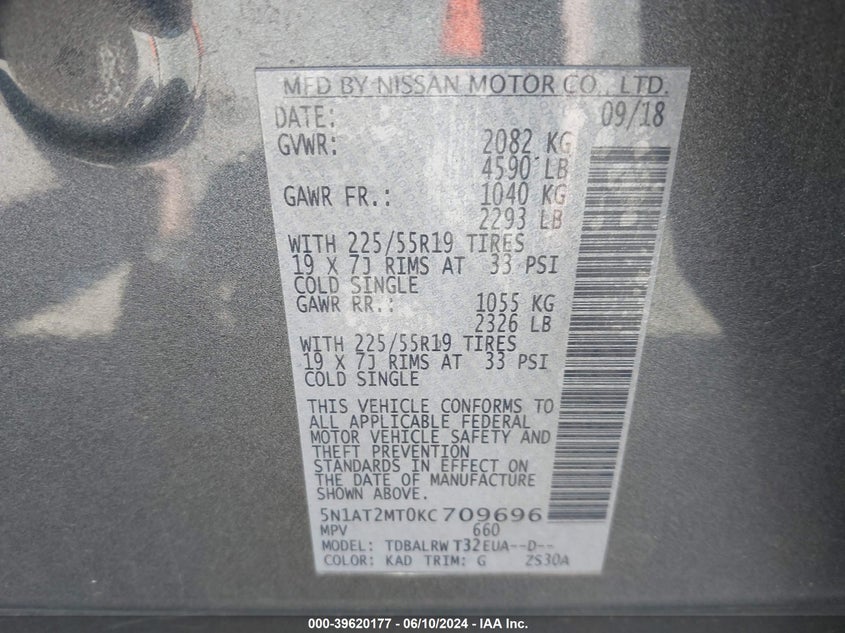 MFD BY NISSAN MOTOR CO., LTD.
DATE: 09/18
GVWR: 2082 KG
4590 LB
GAWR FR.: 1040 KG
2293 LB
WITH 225/55R19 TIRES
19 X 7J RIMS AT 33 PSI
COLD SINGLE
GAWR RR.: 1055 KG
2326 LB
WITH 225/55R19 TIRES
19 X 7J RIMS AT 33 PSI
COLD SINGLE
THIS VEHICLE CONFORMS TO
ALL APPLICABLE FEDERAL
MOTOR VEHICLE SAFETY AND
THEFT PREVENTION
STANDARDS IN EFFECT ON
THE DATE OF MANUFACTURE
SHOWN ABOVE.
5N1AT2MT0KC709696
MPV 660
MODEL: TDBALRW T32EUA--D--
COLOR: KAD TRIM: G ZS30A
000-39620177 - 06/10/2024 - IAA Inc.